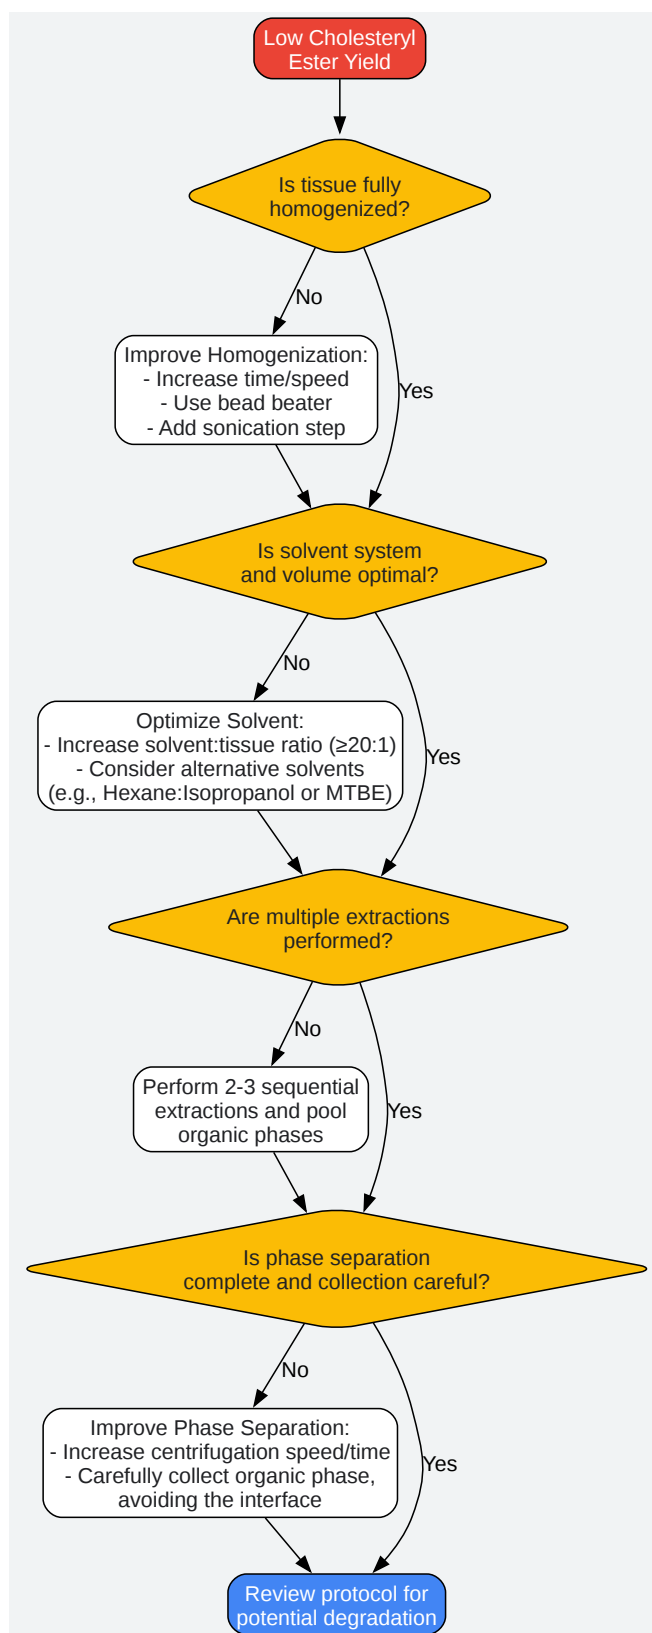 Low Cholesteryl
Ester Yield
Is tissue fully
homogenized?
No
Improve Homogenization:
- Increase time/speed
- Use bead beater
- Add sonication step
Yes
Is solvent system
and volume optimal?
No
Optimize Solvent:
- Increase solvent:tissue ratio (≥20:1)
- Consider alternative solvents
(e.g., Hexane:Isopropanol or MTBE)
Yes
Are multiple extractions
performed?
No
Perform 2-3 sequential
extractions and pool
organic phases
Yes
Is phase separation
complete and collection careful?
No
Improve Phase Separation:
- Increase centrifugation speed/time
- Carefully collect organic phase,
avoiding the interface
Yes
Review protocol for
potential degradation